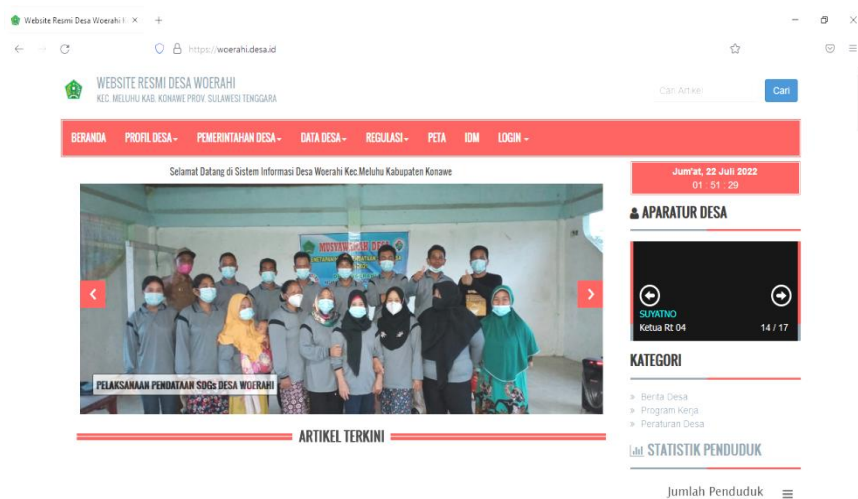 Website Resmi Desa Woerahi
https://woerahi.desa.id
WEBSITE RESMI DESA WOERAHI
KEC. MELUHU KAB. KONAWE PROV. SULAWESI TENGGARA
Cari Artikel
Cari
BERANDA PROFIL DESA PEMERINTAHAN DESA DATA DESA REGULASI PETA IDM LOGIN
Selamat Datang di Sistem Informasi Desa Woerahi Kec.Meluhu Kabupaten Konawe
MUSYAWARAH DESA
PELAKSANAAN PENDATAAN SDGs DESA WOERAHI
ARTIKEL TERKINI
Jum'at, 22 Juli 2022
01 : 51 : 29
APARATUR DESA
SUYATNO
Ketua Rt 04 14 / 17
KATEGORI
» Berita Desa
» Program Kerja
» Peraturan Desa
STATISTIK PENDUDUK
Jumlah Penduduk